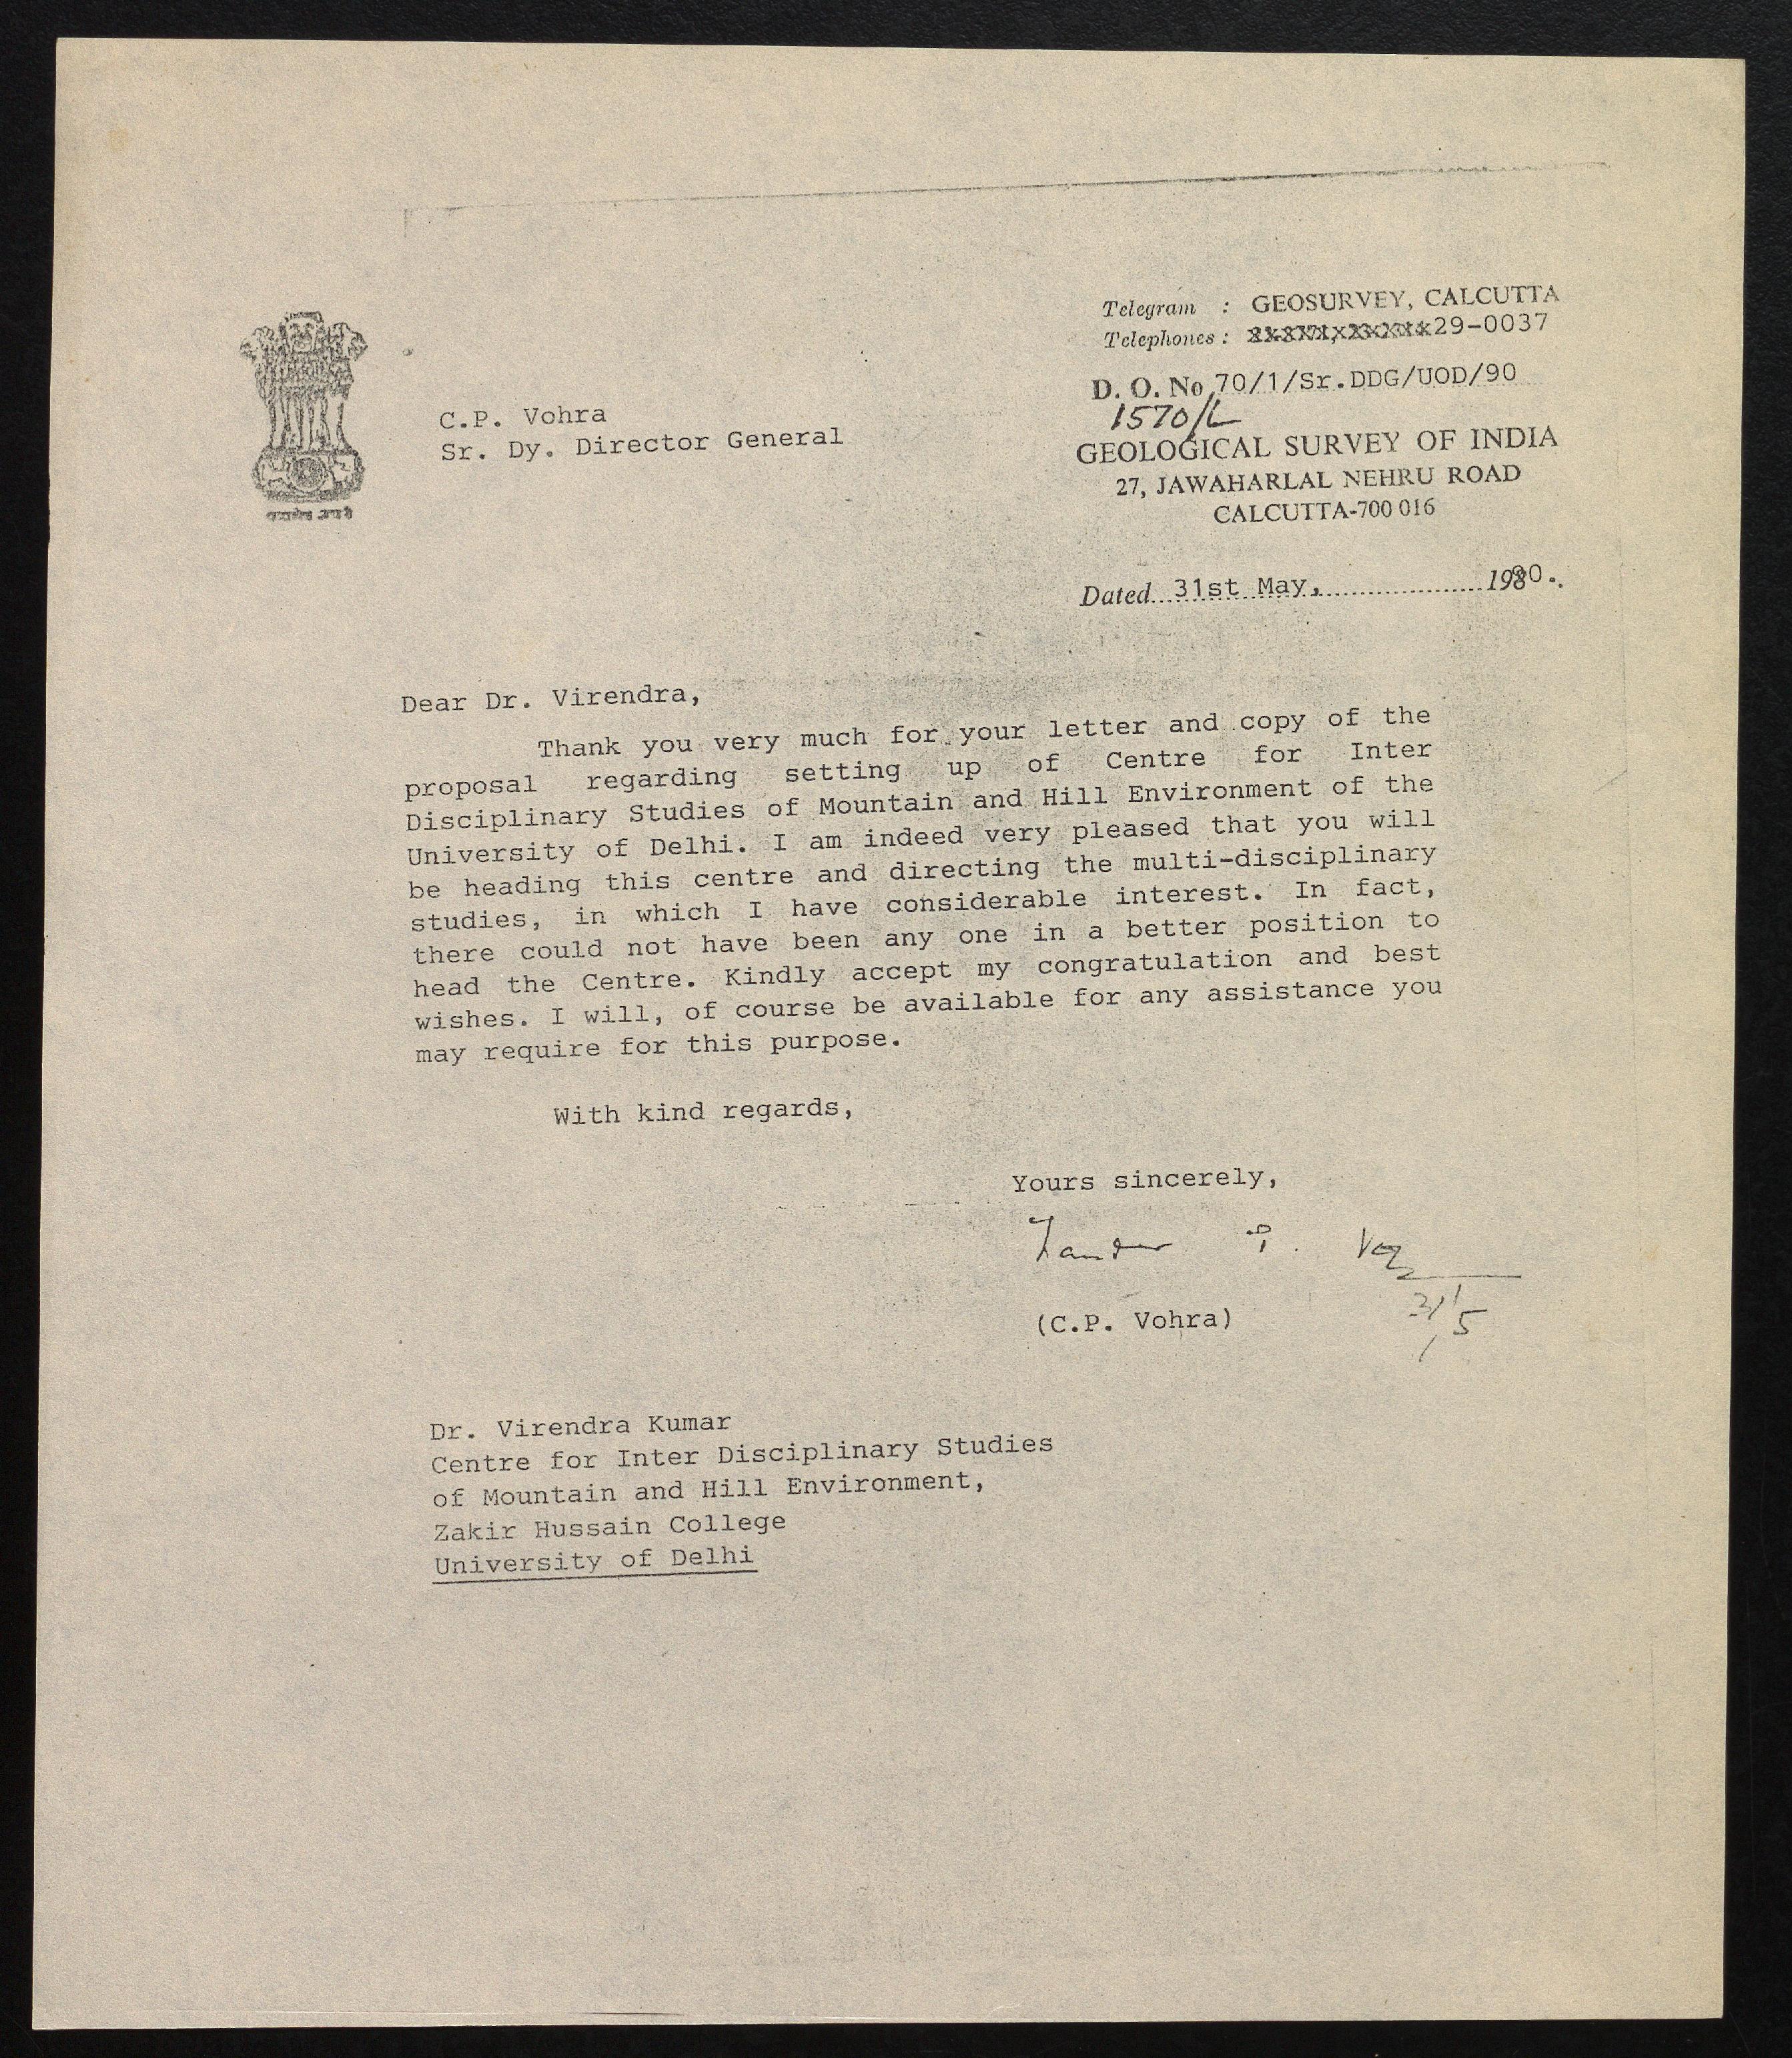 Telegram : GEOSURVEY, CALCUTTA
Telephones : 29-0037
D. O. No 70/1/Sr.DDG/UOD/90
1570/L
C.P. Vohra
Sr. Dy. Director General
GEOLOGICAL SURVEY OF INDIA
27, JAWAHARLAL NEHRU ROAD
CALCUTTA-700 016
Dated 31st May, 1990.
Dear Dr. Virendra,
Thank you very much for your letter and copy of the
proposal regarding setting up of Centre for Inter
Disciplinary Studies of Mountain and Hill Environment of the
University of Delhi. I am indeed very pleased that you will
be heading this centre and directing the multi-disciplinary
studies, in which I have considerable interest. In fact,
there could not have been any one in a better position to
head the Centre. Kindly accept my congratulation and best
wishes. I will, of course be available for any assistance you
may require for this purpose.
With kind regards,
Yours sincerely,
31/5
(C.P. Vohra)
Dr. Virendra Kumar
Centre for Inter Disciplinary Studies
of Mountain and Hill Environment,
Zakir Hussain College
University of Delhi